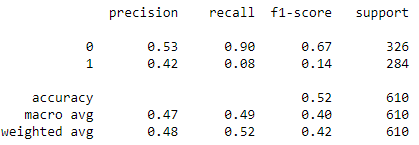 precision recall f1-score support
0 0.53 0.90 0.67 326
1 0.42 0.08 0.14 284
accuracy 0.52 610
macro avg 0.47 0.49 0.40 610
weighted avg 0.48 0.52 0.42 610